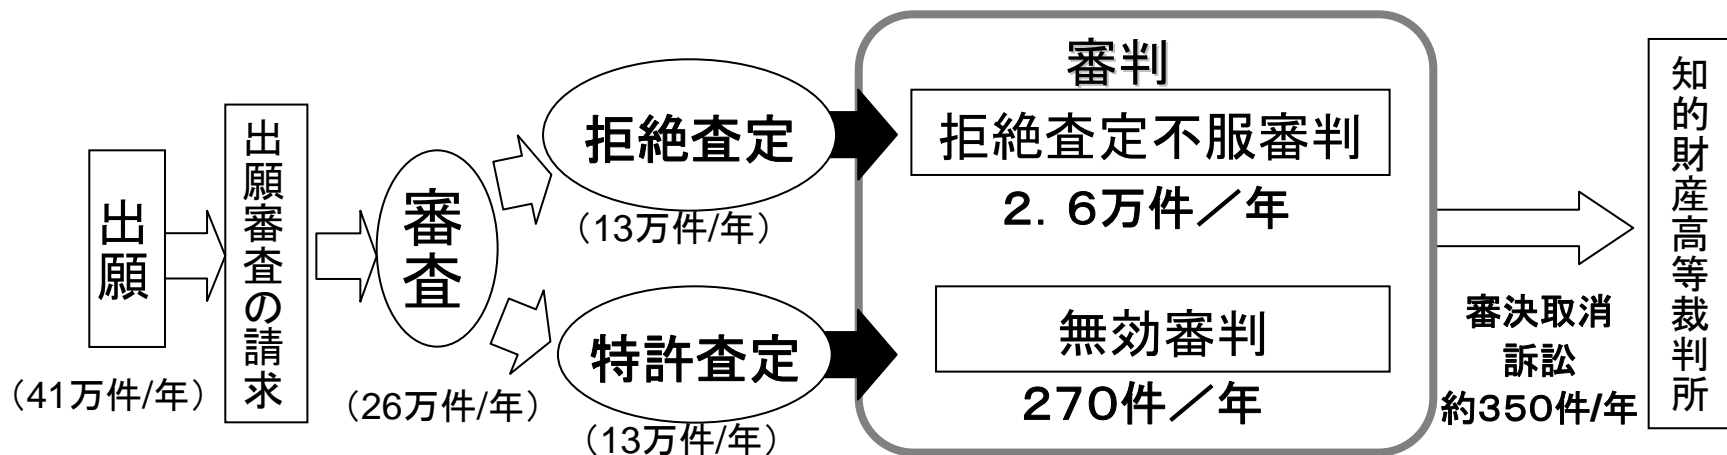 出願
(41万件/年)
出願審査の請求
審査
(26万件/年)
拒絶査定
(13万件/年)
特許査定
(13万件/年)
審判
拒絶査定不服審判
2.6万件／年
無効審判
270件／年
審決取消
訴訟
約350件/年
知的財産高等裁判所